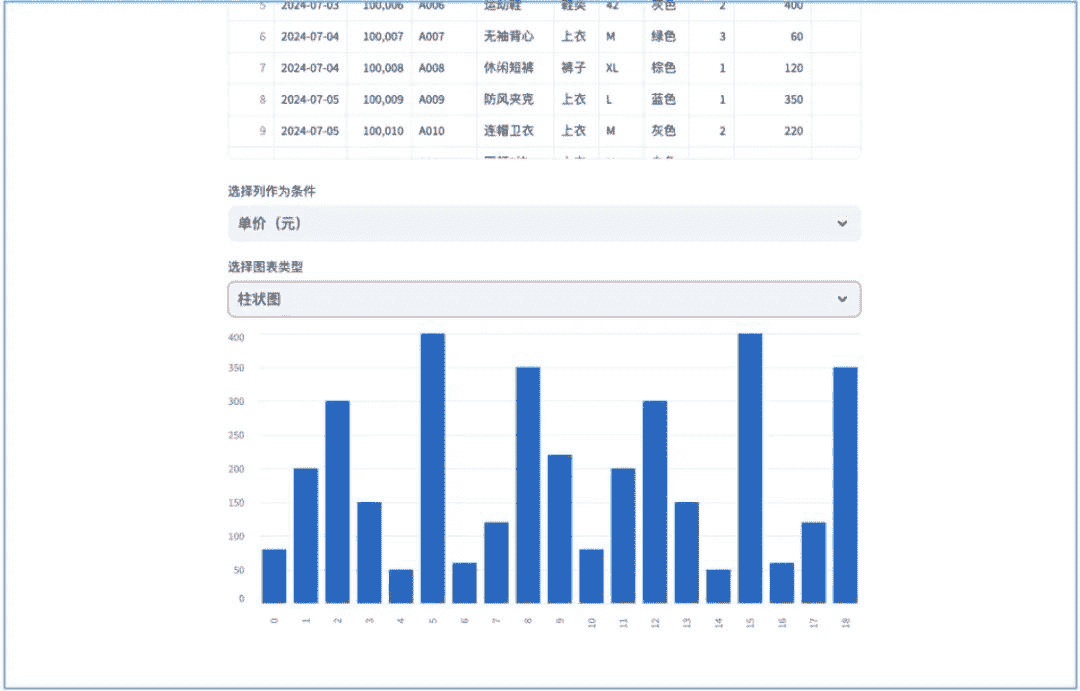 5 2024-07-03 100,006 A006 运动鞋 鞋类 42 灰色 2 400
6 2024-07-04 100,007 A007 无袖背心 上衣 M 绿色 3 60
7 2024-07-04 100,008 A008 休闲短裤 裤子 XL 棕色 1 120
8 2024-07-05 100,009 A009 防风夹克 上衣 L 蓝色 1 350
9 2024-07-05 100,010 A010 连帽卫衣 上衣 M 灰色 2 220
选择列作为条件
单价（元）
选择图表类型
柱状图
400
350
300
250
200
150
100
50
0
0 1 2 3 4 5 6 7 8 9 10 11 12 13 14 15 16 17 18